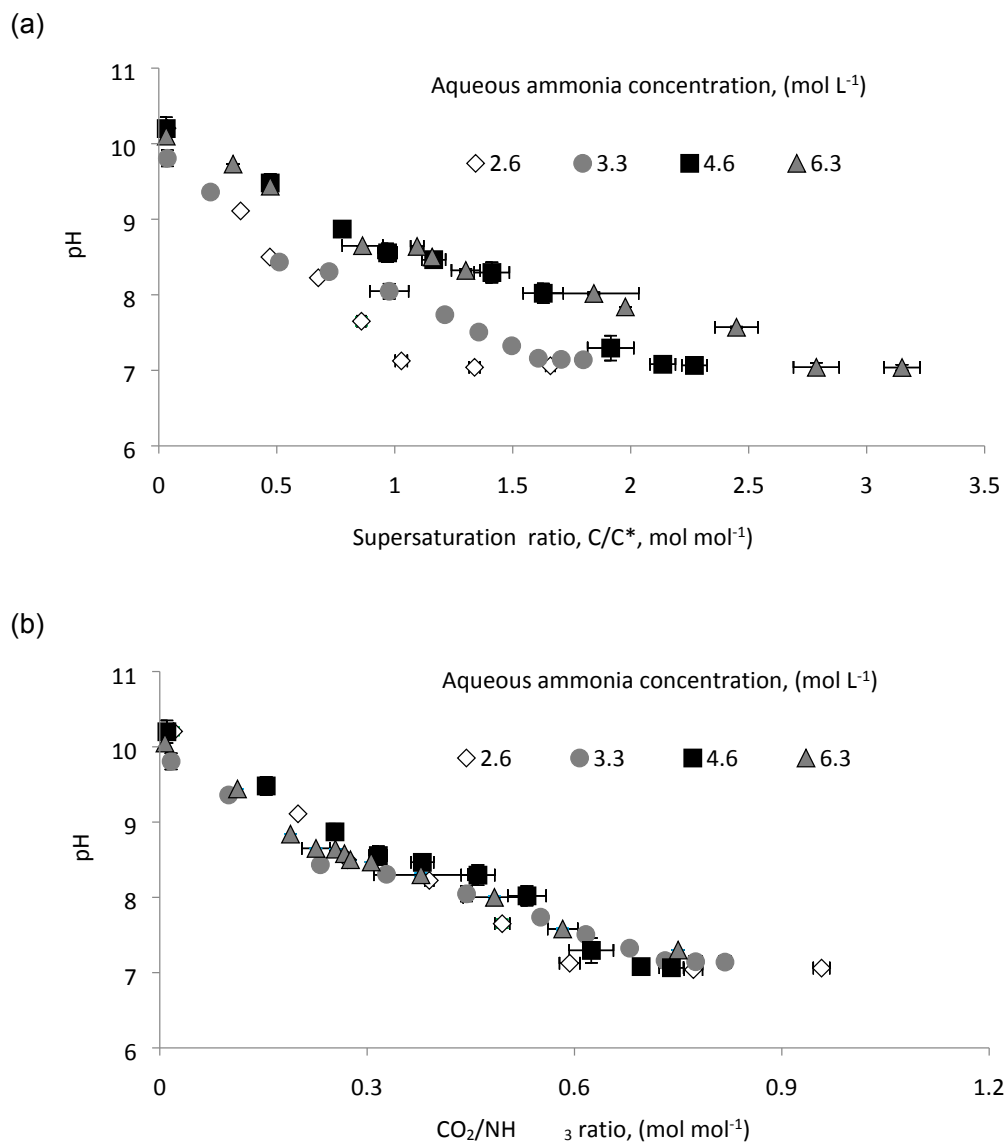 (a)
11
Aqueous ammonia concentration, (mol L⁻¹)
10
2.6 3.3 4.6 6.3
9
pH
8
7
6
0 0.5 1 1.5 2 2.5 3 3.5
Supersaturation ratio, C/C*, mol mol⁻¹)
(b)
11
Aqueous ammonia concentration, (mol L⁻¹)
10
2.6 3.3 4.6 6.3
9
pH
8
7
6
0 0.3 0.6 0.9 1.2
CO₂/NH ₃ ratio, (mol mol⁻¹)